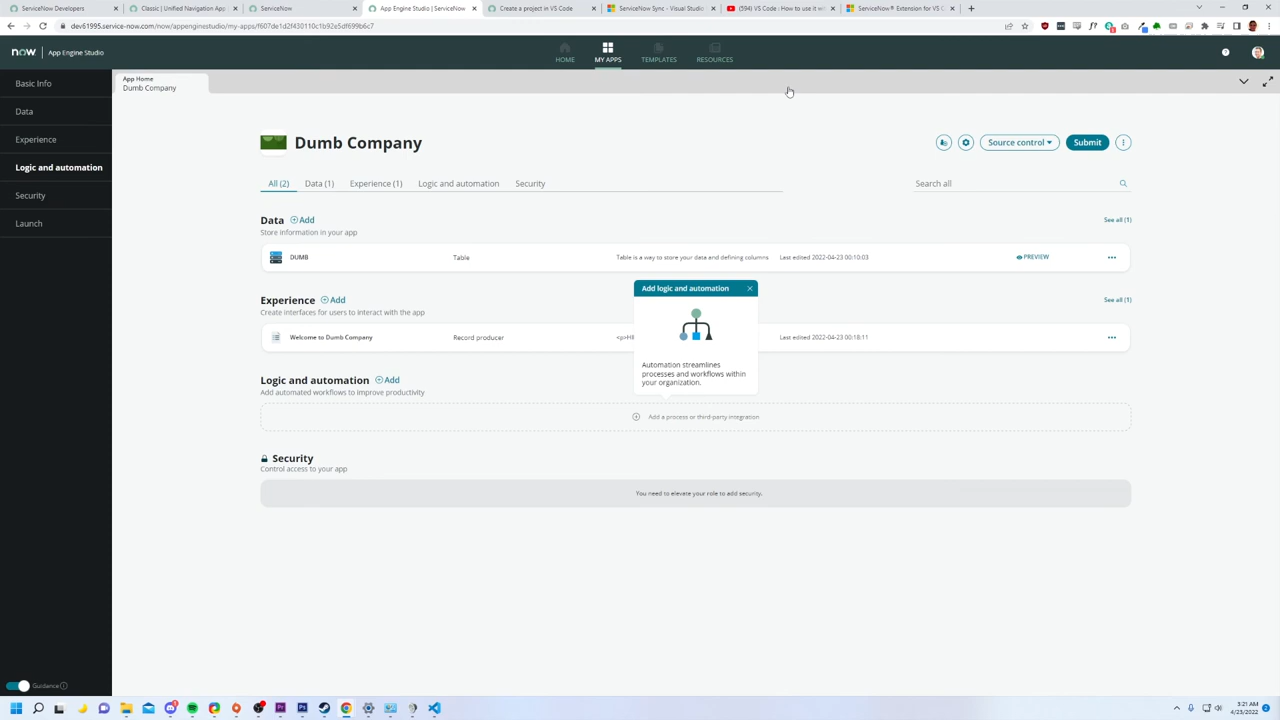 ServiceNow Developers
Classic | Unified Navigation App
ServiceNow
App Engine Studio | ServiceNow
Create a project in VS Code
ServiceNow Sync - Visual Studio
(594) VS Code : How to use it wi
ServiceNow® Extension for VS C
dev61995.service-now.com/now/appenginestudio/my-apps/f607de1d2f4130110c1b92e5df699b6c7
now
App Engine Studio
HOME
MY APPS
TEMPLATES
RESOURCES
Basic Info
Data
Experience
Logic and automation
Security
Launch
App Home
Dumb Company
Dumb Company
Source control
Submit
All (2)
Data (1)
Experience (1)
Logic and automation
Security
Search all
Data
Add
See all (1)
Store information in your app
DUMB
Table
Table is a way to store your data and defining columns
Last edited 2022-04-23 00:10:03
PREVIEW
Add logic and automation
Experience
Add
See all (1)
Create interfaces for users to interact with the app
Welcome to Dumb Company
Record producer
<p>H
Last edited 2022-04-23 00:18:11
Automation streamlines
processes and workflows within
your organization.
Logic and automation
Add
Add automated workflows to improve productivity
Add a process or third-party integration
Security
Control access to your app
You need to elevate your role to add security.
Guidance
3:21 AM
4/23/2022